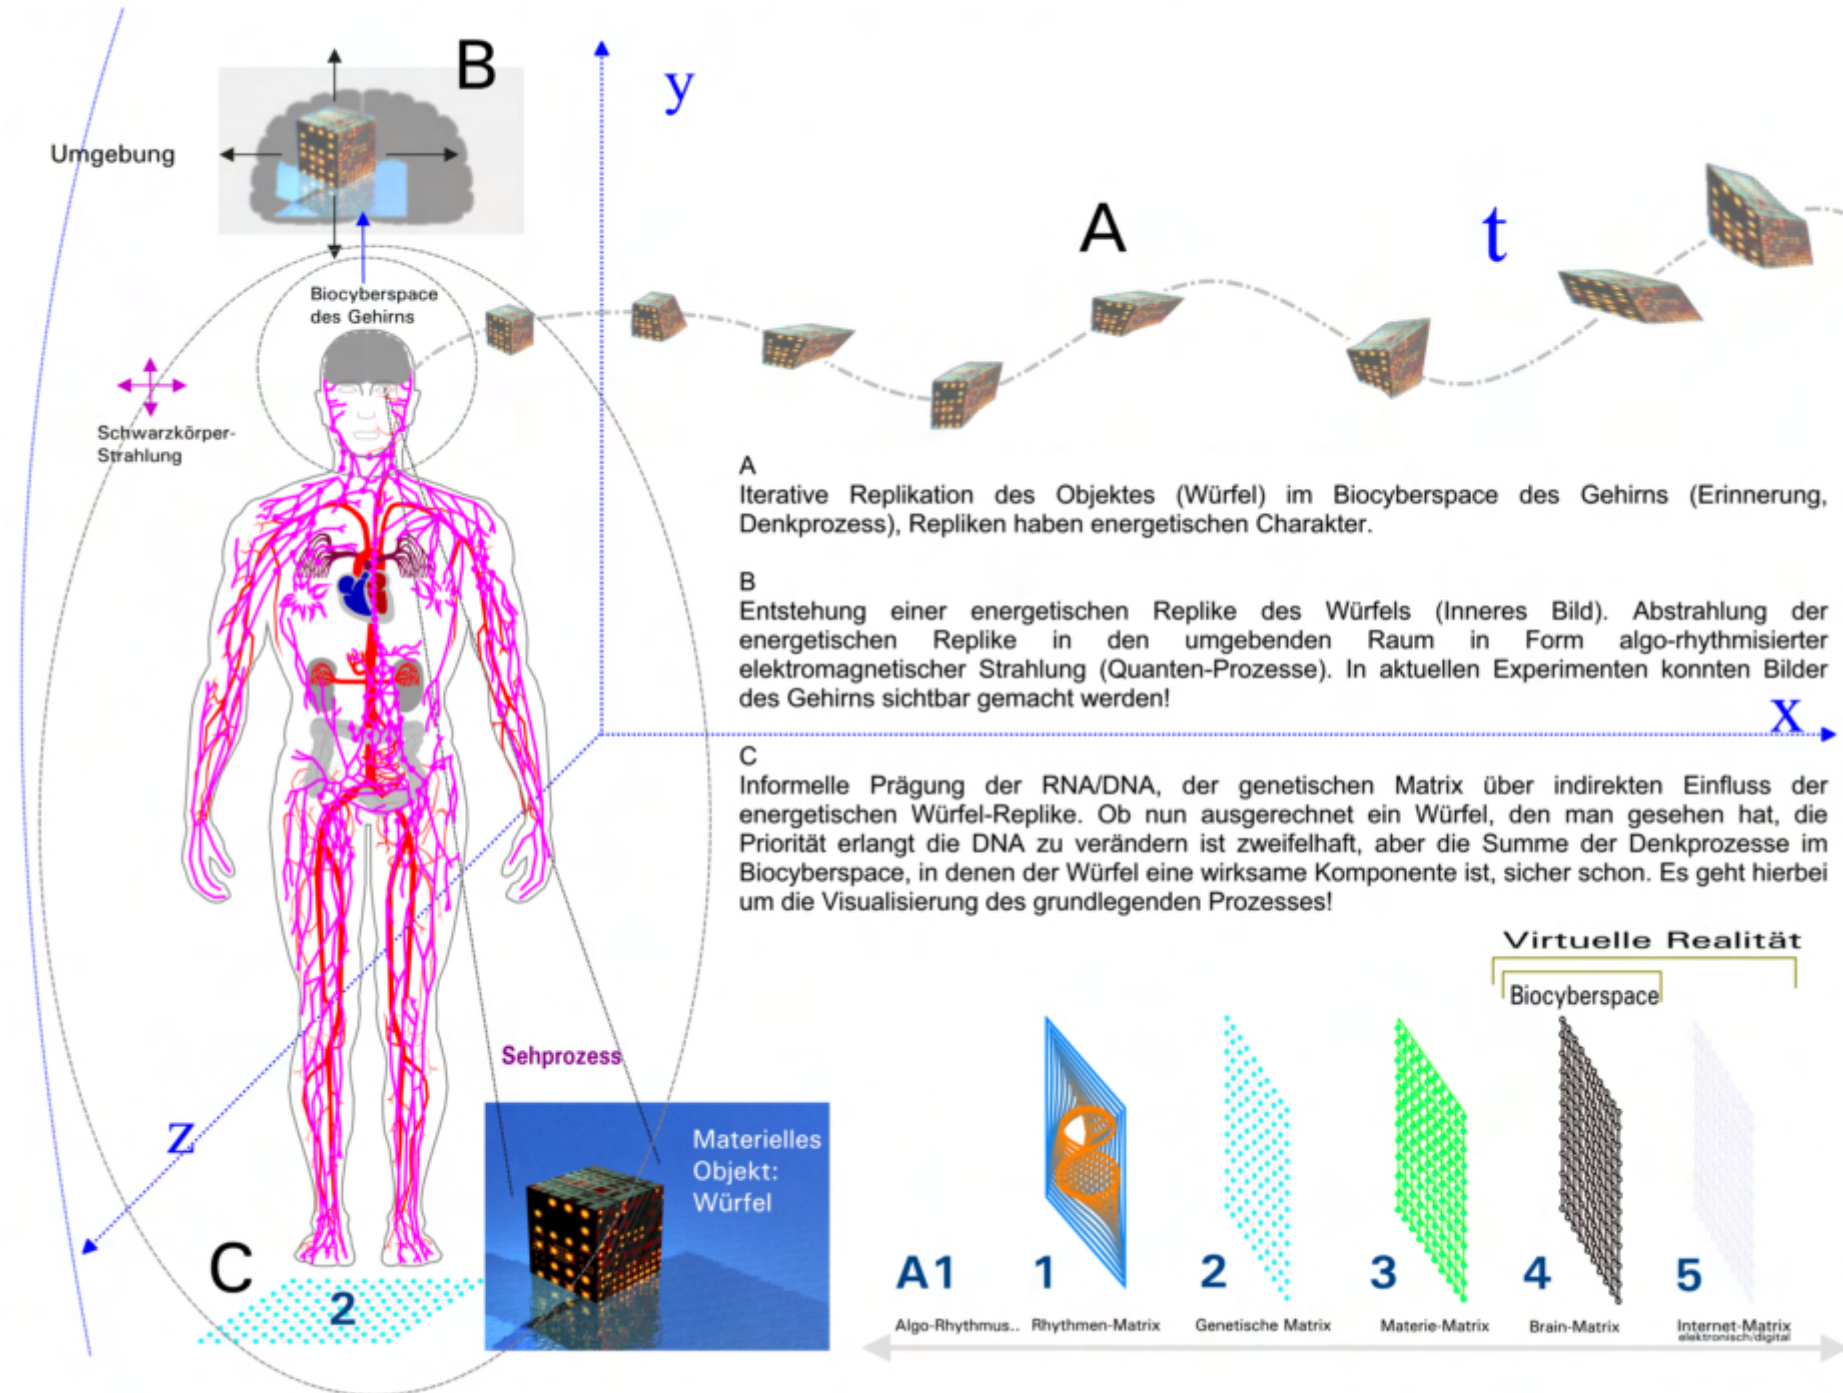 B
y
Umgebung
A
t
Biocyberspace
des Gehirns
Schwarzkörper-
Strahlung
A
Iterative Replikation des Objektes (Würfel) im Biocyberspace des Gehirns (Erinnerung,
Denkprozess), Repliken haben energetischen Charakter.
B
Entstehung einer energetischen Replike des Würfels (Inneres Bild). Abstrahlung der
energetischen Replike in den umgebenden Raum in Form algo-rhythmisierter
elektromagnetischer Strahlung (Quanten-Prozesse). In aktuellen Experimenten konnten Bilder
des Gehirns sichtbar gemacht werden!
x
C
Informelle Prägung der RNA/DNA, der genetischen Matrix über indirekten Einfluss der
energetischen Würfel-Replike. Ob nun ausgerechnet ein Würfel, den man gesehen hat, die
Priorität erlangt die DNA zu verändern ist zweifelhaft, aber die Summe der Denkprozesse im
Biocyberspace, in denen der Würfel eine wirksame Komponente ist, sicher schon. Es geht hierbei
um die Visualisierung des grundlegenden Prozesses!
Virtuelle Realität
Biocyberspace
Sehprozess
z
Materielles
Objekt:
Würfel
C
2
A1 1 2 3 4 5
Algo-Rhythmus.. Rhythmen-Matrix Genetische Matrix Materie-Matrix Brain-Matrix Internet-Matrix
elektronisch/digital